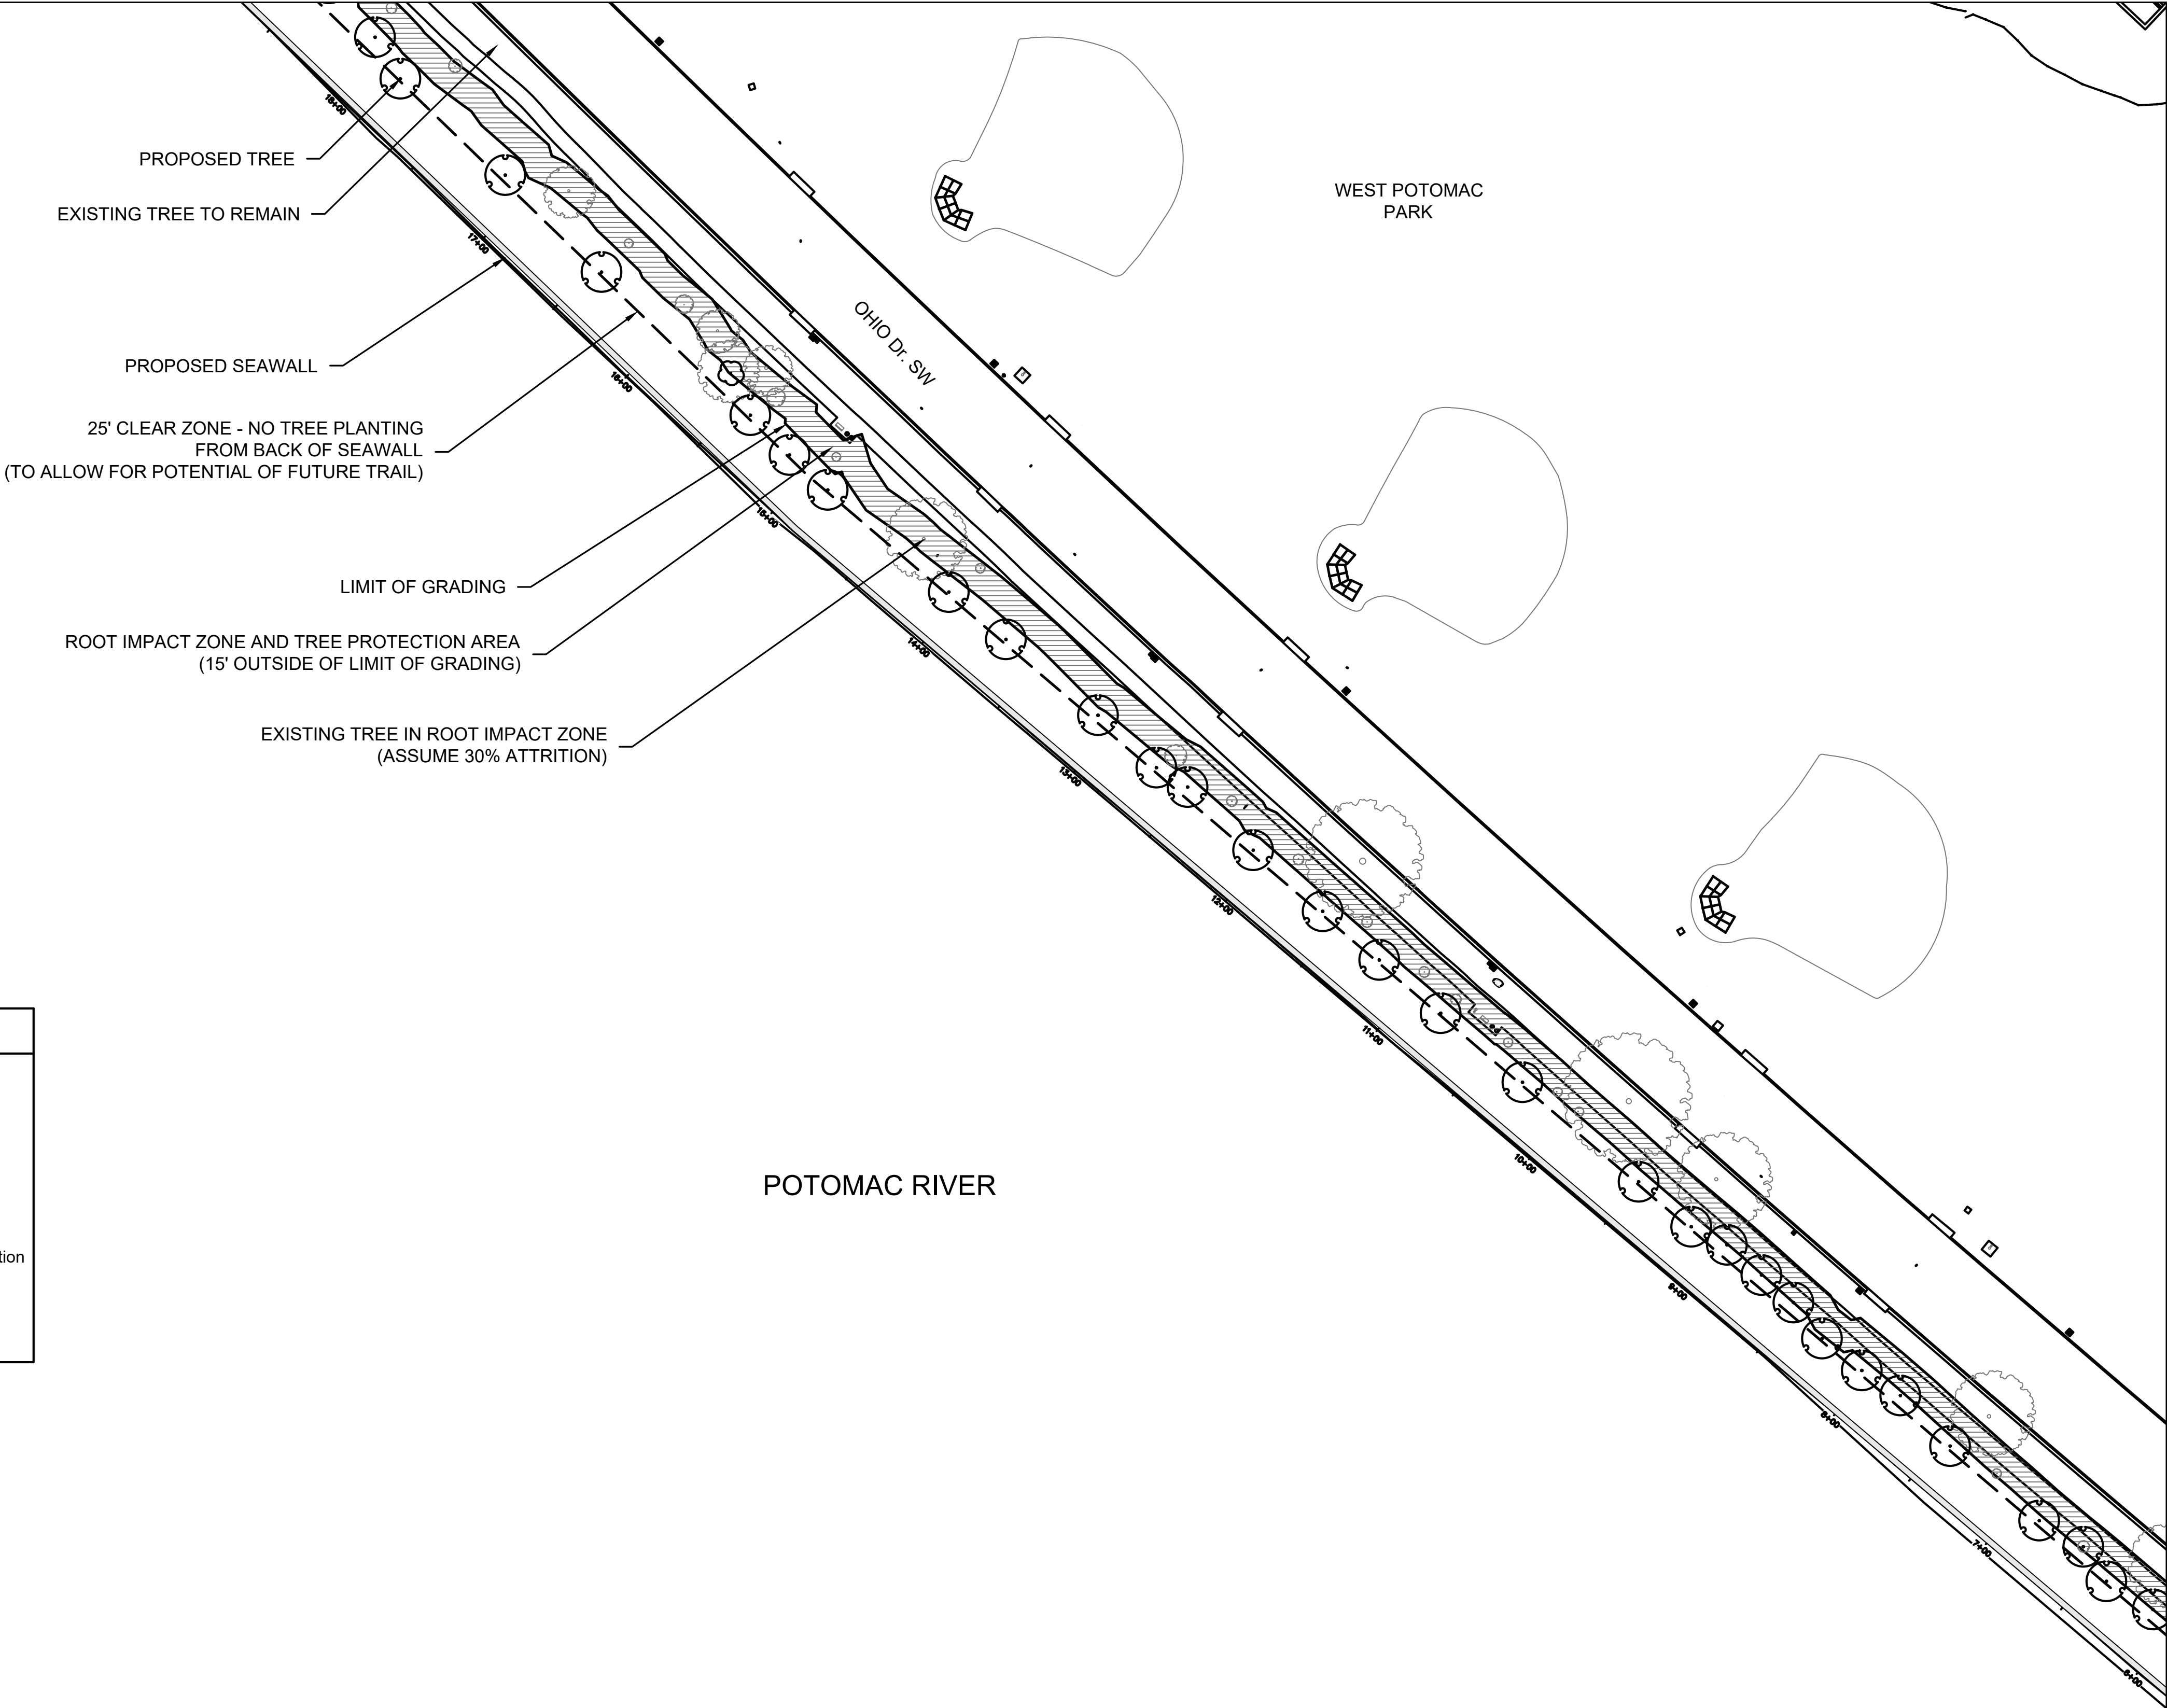 PROPOSED TREE
EXISTING TREE TO REMAIN
PROPOSED SEAWALL
25' CLEAR ZONE - NO TREE PLANTING
FROM BACK OF SEAWALL
(TO ALLOW FOR POTENTIAL OF FUTURE TRAIL)
LIMIT OF GRADING
ROOT IMPACT ZONE AND TREE PROTECTION AREA
(15' OUTSIDE OF LIMIT OF GRADING)
EXISTING TREE IN ROOT IMPACT ZONE
(ASSUME 30% ATTRITION)
WEST POTOMAC
PARK
OHIO Dr. SW
POTOMAC RIVER
tion
18+00
17+00
16+00
15+00
14+00
13+00
12+00
11+00
10+00
9+00
8+00
7+00
6+00